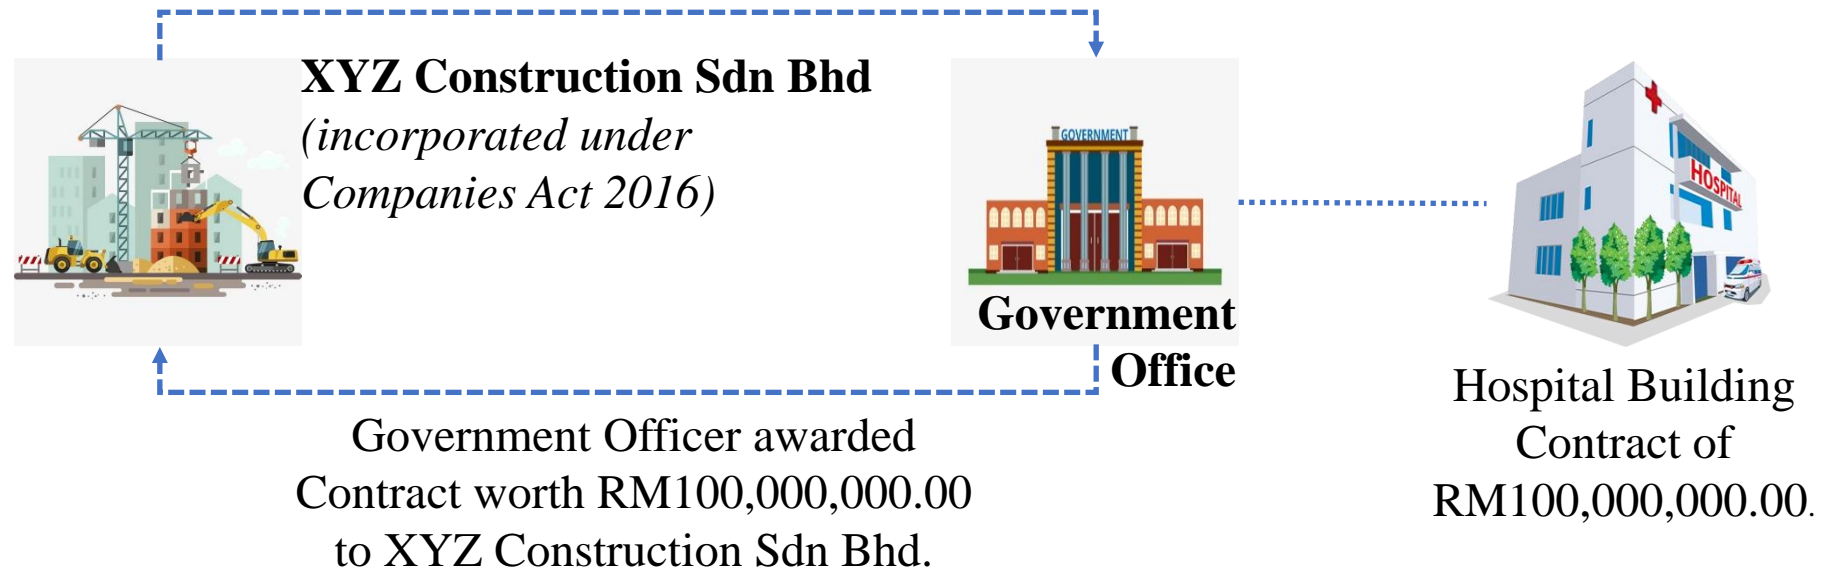 XYZ Construction Sdn Bhd
(incorporated under
Companies Act 2016)
GOVERNMENT
Government
Office
HOSPITAL
Government Officer awarded
Contract worth RM100,000,000.00
to XYZ Construction Sdn Bhd.
Hospital Building
Contract of
RM100,000,000.00.